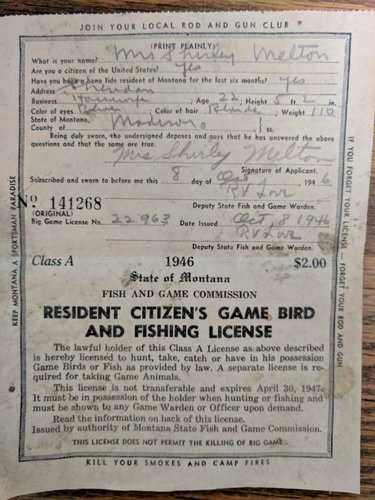 JOIN YOUR LOCAL ROD AND GUN CLUB
(PRINT PLAINLY)
What is your name? Mrs Shirley Melton
Are you a citizen of the United States? Yes
Have you been a bona fide resident of Montana for the last six months? Yes
Address Sheridan
Business Housewife ; Age 22 ; Height 5 ft. 2 in.
Color of eyes Blue Color of hair Blonde ; Weight 110
State of Montana,
County of Madison } ss.
Being duly sworn, the undersigned deposes and says that he has answered the above
questions and that the same are true.
Mrs Shirley Melton
Signature of Applicant.
Subscribed and sworn to before me this 8 day of Oct, 1946
RV Love
Deputy State Fish and Game Warden.
No. 141268
(ORIGINAL)
Big Game License No. 22963 Date Issued Oct, 8 1946
RV Love
Deputy State Fish and Game Warden.
Class A 1946 $2.00
State of Montana
FISH AND GAME COMMISSION
RESIDENT CITIZEN'S GAME BIRD
AND FISHING LICENSE
The lawful holder of this Class A License as above described
is hereby licensed to hunt, take, catch or have in his possession
Game Birds or Fish as provided by law. A separate license is re-
quired for taking Game Animals.
This license is not transferable and expires April 30, 1947.
It must be in possession of the holder when hunting or fishing and
must be shown to any Game Warden or Officer upon demand.
Read the information on back of this license.
Issued by authority of Montana State Fish and Game Commission.
THIS LICENSE DOES NOT PERMIT THE KILLING OF BIG GAME
KILL YOUR SMOKES AND CAMP FIRES
KEEP MONTANA A SPORTSMAN PARADISE
IF YOU FORGET YOUR LICENSE — FORGET YOUR ROD AND GUN